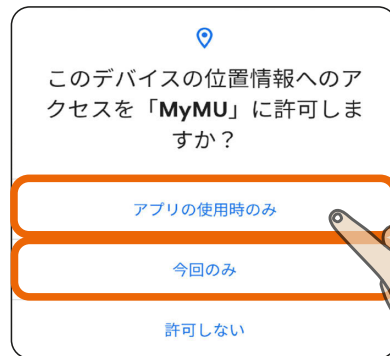 このデバイスの位置情報へのア
クセスを「MyMU」に許可しま
すか？
アプリの使用時のみ
今回のみ
許可しない